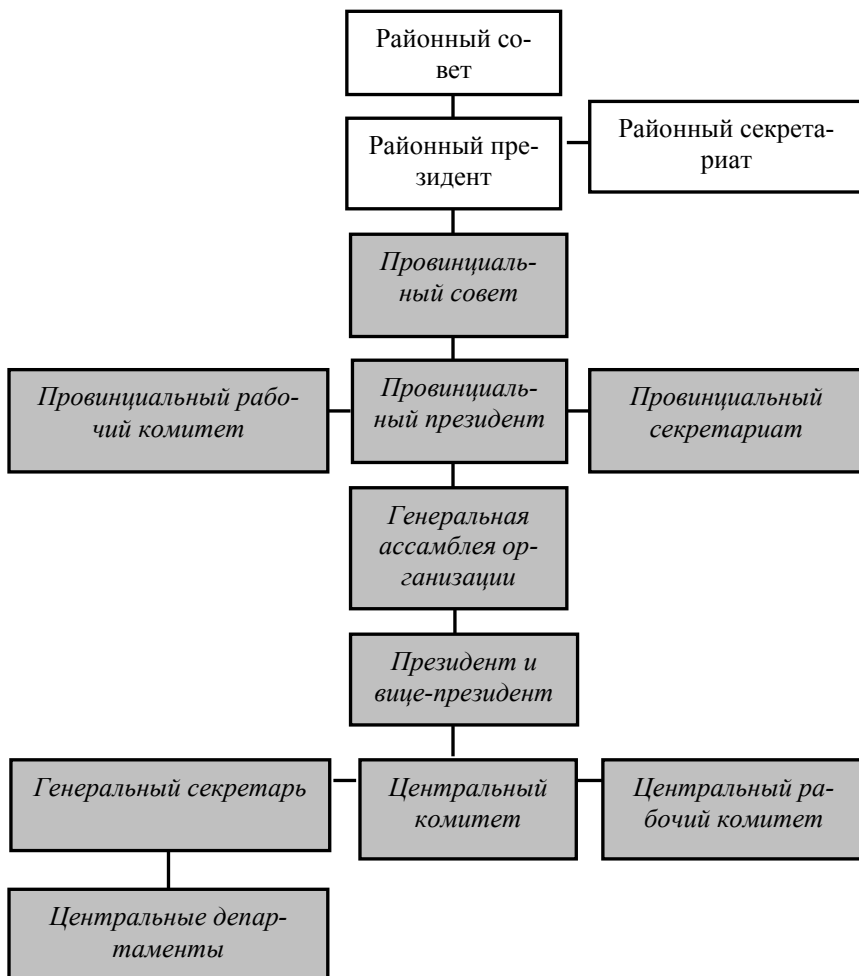 Районный со-
вет
Районный пре-
зидент
Районный секрета-
риат
Провинциаль-
ный совет
Провинциальный рабо-
чий комитет
Провинциаль-
ный президент
Провинциальный
секретариат
Генеральная
ассамблея ор-
ганизации
Президент и
вице-президент
Генеральный секретарь
Центральный
комитет
Центральный ра-
бочий комитет
Центральные депар-
таменты